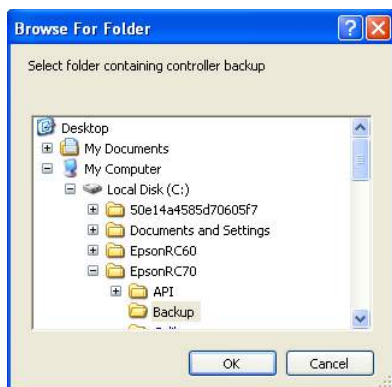 Browse For Folder
Select folder containing controller backup
Desktop
My Documents
My Computer
Local Disk (C:)
50e14a4585d70605f7
Documents and Settings
EpsonRC60
EpsonRC70
API
Backup
OK
Cancel